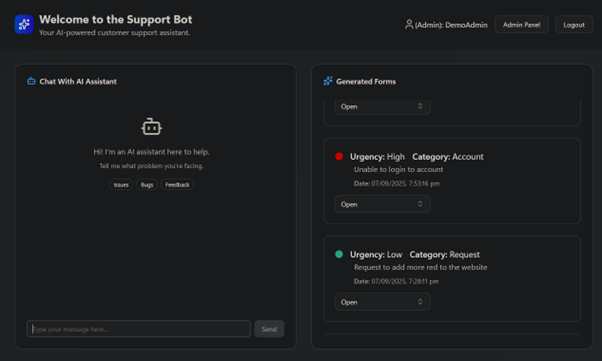 Welcome to the Support Bot
Your AI-powered customer support assistant.
(Admin): DemoAdmin
Admin Panel
Logout
Chat With AI Assistant
Hi! I'm an AI assistant here to help.
Tell me what problem you're facing.
Issues
Bugs
Feedback
Type your message here...
Send
Generated Forms
Open
Urgency: High Category: Account
Unable to login to account
Date: 07/09/2025, 7:53:16 pm
Open
Urgency: Low Category: Request
Request to add more red to the website
Date: 07/09/2025, 7:28:11 pm
Open